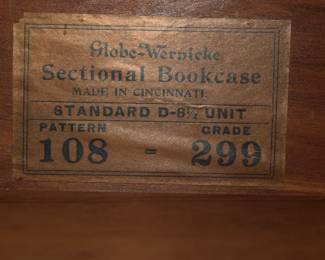 Globe-Wernicke
Sectional Bookcase
MADE IN CINCINNATI
STANDARD D-8½ UNIT
PATTERN GRADE
108 - 299